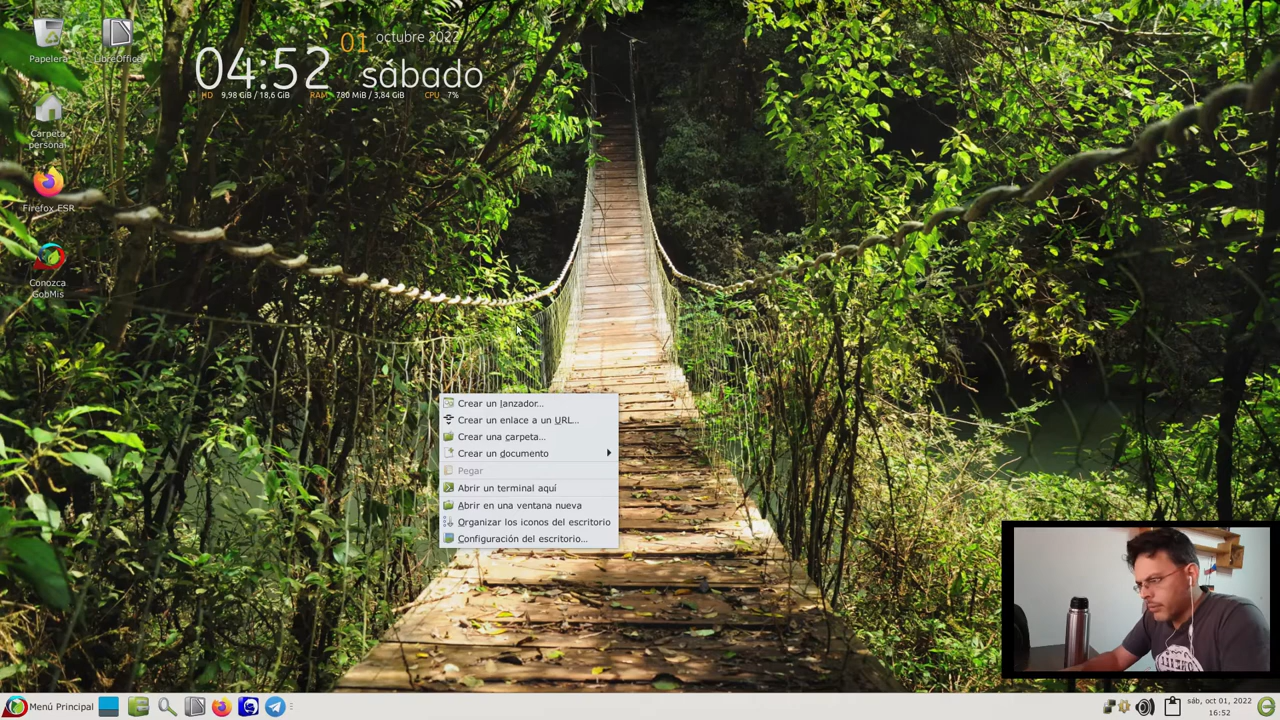 Papelera
LibreOffice
04:52
01
octubre 2022
sábado
HD 9,98 GiB / 18,6 GiB RAM 780 MiB / 3,84 GiB CPU 7%
Carpeta
personal
Firefox ESR
Conozca
GobMis
Crear un lanzador...
Crear un enlace a un URL...
Crear una carpeta...
Crear un documento
Pegar
Abrir un terminal aquí
Abrir en una ventana nueva
Organizar los iconos del escritorio
Configuración del escritorio...
Menú Principal
sáb, oct 01, 2022
16:52